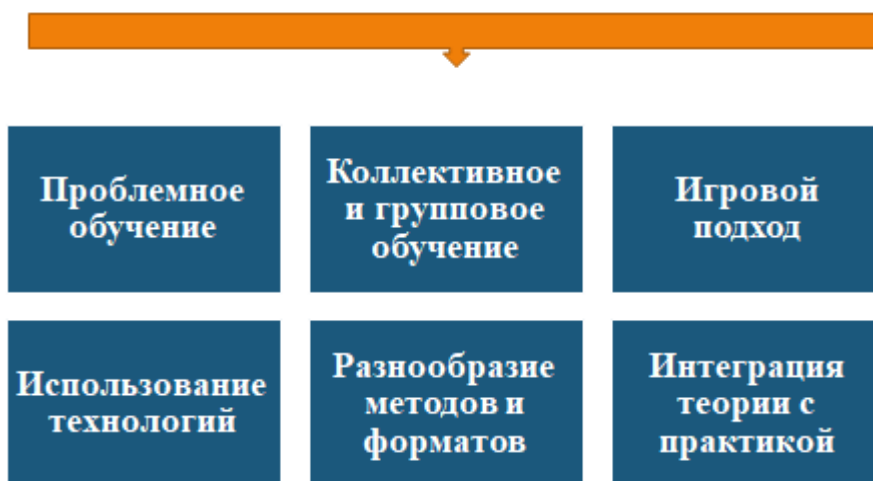 Проблемное
обучение
Коллективное
и групповое
обучение
Игровой
подход
Использование
технологий
Разнообразие
методов и
форматов
Интеграция
теории с
практикой